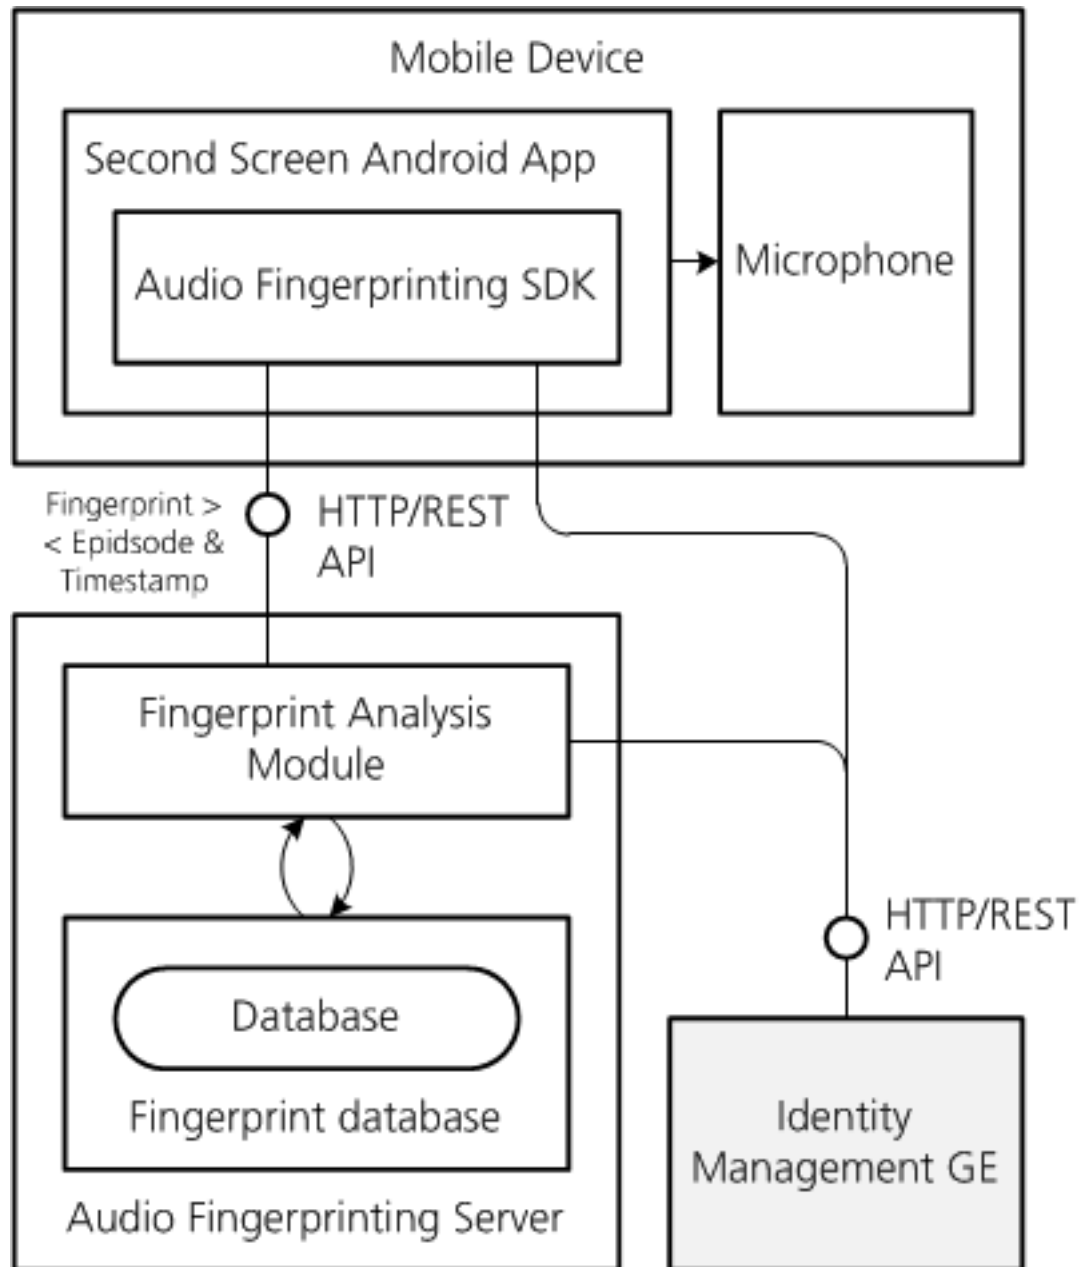 Mobile Device
Second Screen Android App
Audio Fingerprinting SDK
Microphone
Fingerprint >
< Epidsode &
Timestamp
HTTP/REST
API
Fingerprint Analysis
Module
Database
Fingerprint database
Audio Fingerprinting Server
HTTP/REST
API
Identity
Management GE